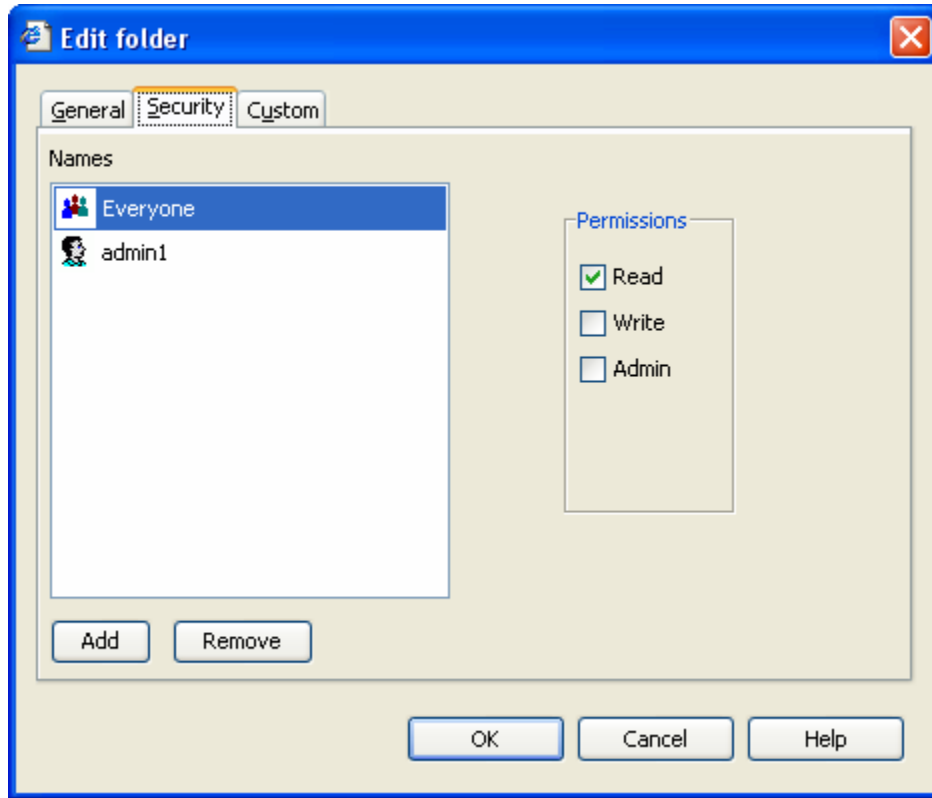 Edit folder
General Security Custom
Names
Everyone
admin1
Permissions
Read
Write
Admin
Add Remove
OK Cancel Help